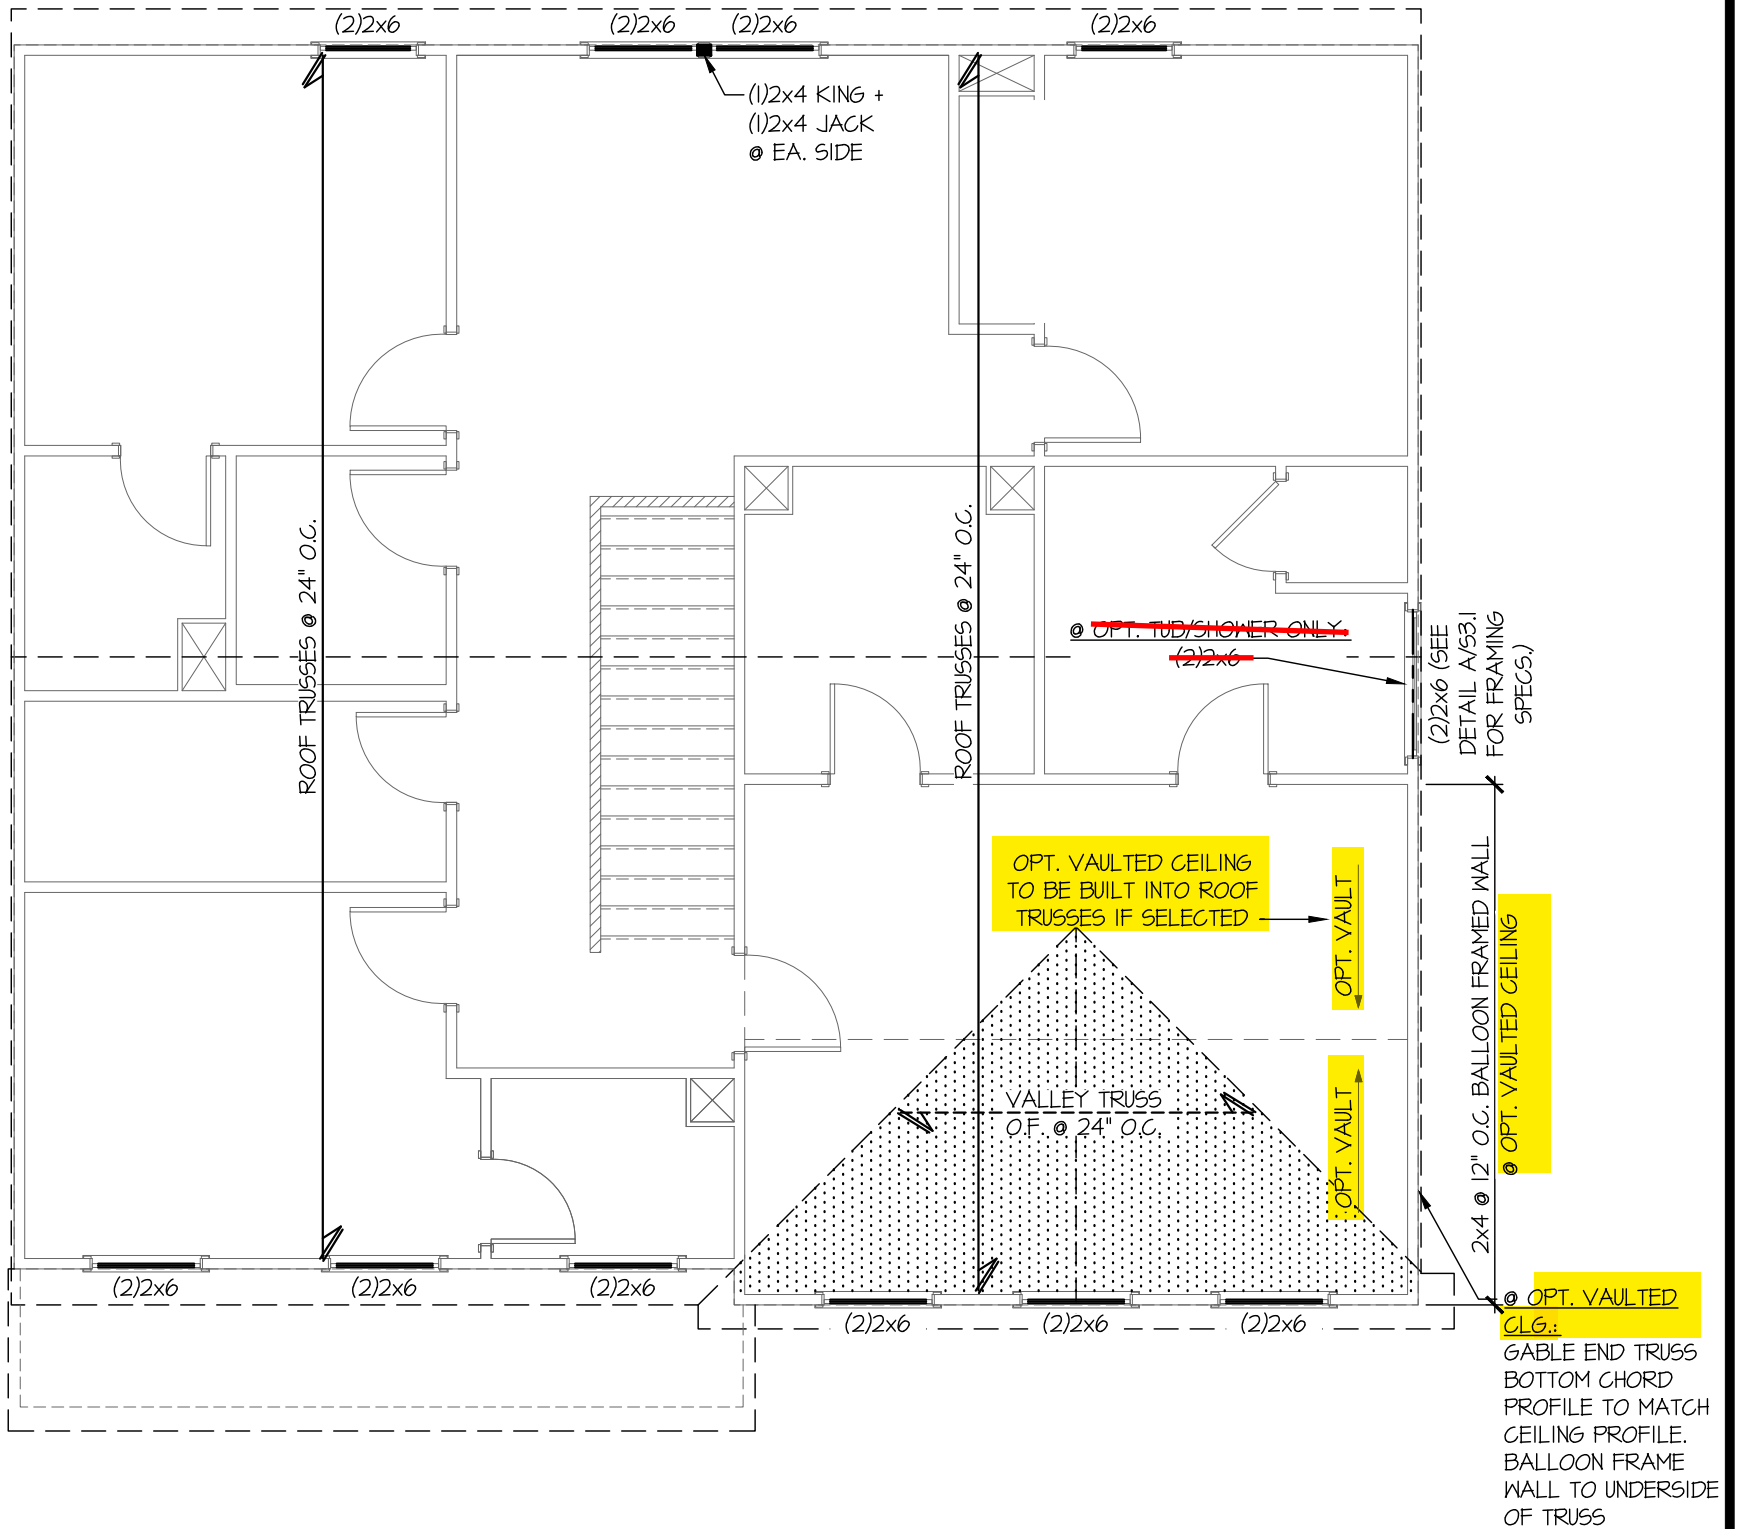 (2)2x6
(2)2x6
(2)2x6
(2)2x6
(1)2x4 KING +
(1)2x4 JACK
@ EA. SIDE
ROOF TRUSSES @ 24" O.C.
ROOF TRUSSES @ 24" O.C.
@ OPT. TUB/SHOWER ONLY:
(2)2x6
(2)2x6 (SEE
DETAIL A/S3.1
FOR FRAMING
SPECS.)
OPT. VAULTED CEILING
TO BE BUILT INTO ROOF
TRUSSES IF SELECTED
OPT. VAULT
OPT. VAULT
2x4 @ 12" O.C. BALLOON FRAMED WALL
@ OPT. VAULTED CEILING
VALLEY TRUSS
O.F. @ 24" O.C.
(2)2x6
(2)2x6
(2)2x6
(2)2x6
(2)2x6
(2)2x6
@ OPT. VAULTED
CLG.:
GABLE END TRUSS
BOTTOM CHORD
PROFILE TO MATCH
CEILING PROFILE.
BALLOON FRAME
WALL TO UNDERSIDE
OF TRUSS